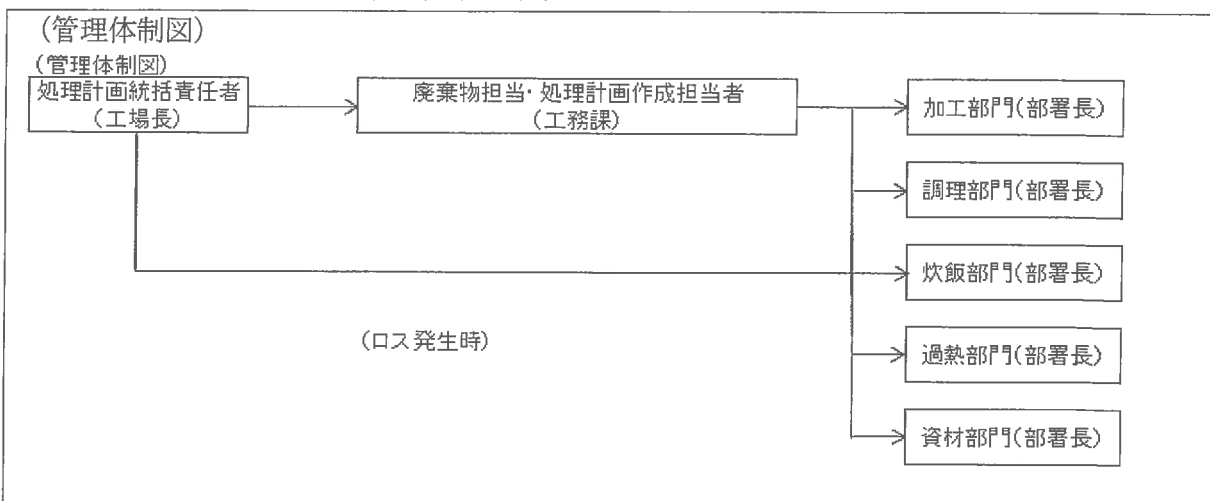 (管理体制図)
(管理体制図)
処理計画統括責任者
(工場長)
廃棄物担当・処理計画作成担当者
(工務課)
加工部門(部署長)
調理部門(部署長)
炊飯部門(部署長)
(ロス発生時)
過熱部門(部署長)
資材部門(部署長)